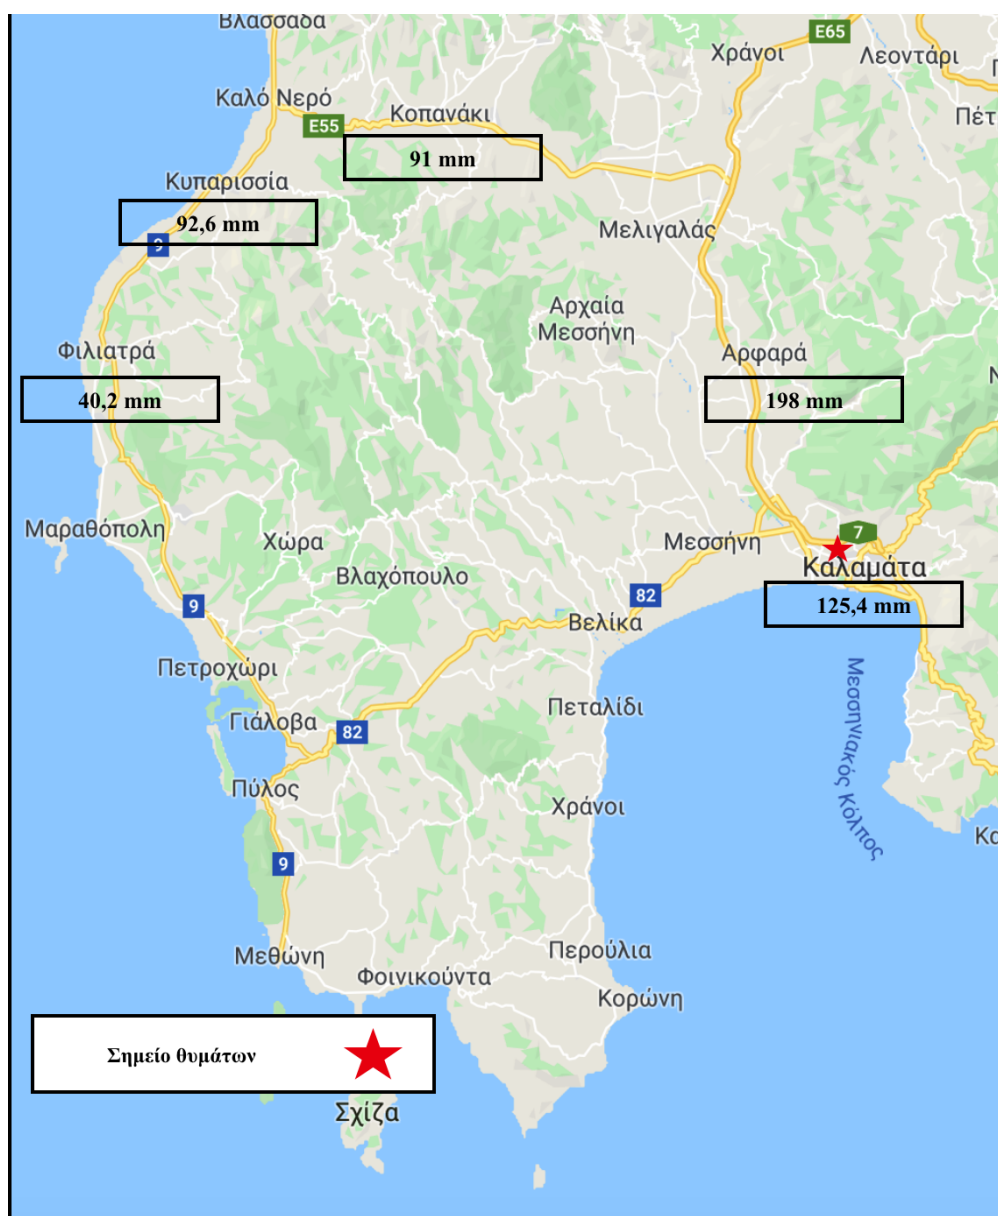 Βλασσάδα
Χράνοι
E65
Λεοντάρι
Καλό Νερό
Κοπανάκι
E55
91 mm
Κυπαρισσία
92,6 mm
9
Μελιγαλάς
Αρχαία
Μεσσήνη
Φιλιατρά
Αρφαρά
40,2 mm
198 mm
Μαραθόπολη
Χώρα
Μεσσήνη
7
Καλαμάτα
Βλαχόπουλο
82
9
125,4 mm
Βελίκα
Πετροχώρι
Γιάλοβα
82
Πεταλίδι
Μεσσηνιακός Κόλπος
Πύλος
Χράνοι
9
Μεθώνη
Φοινικούντα
Περούλια
Κορώνη
Σημείο θυμάτων
Σχίζα